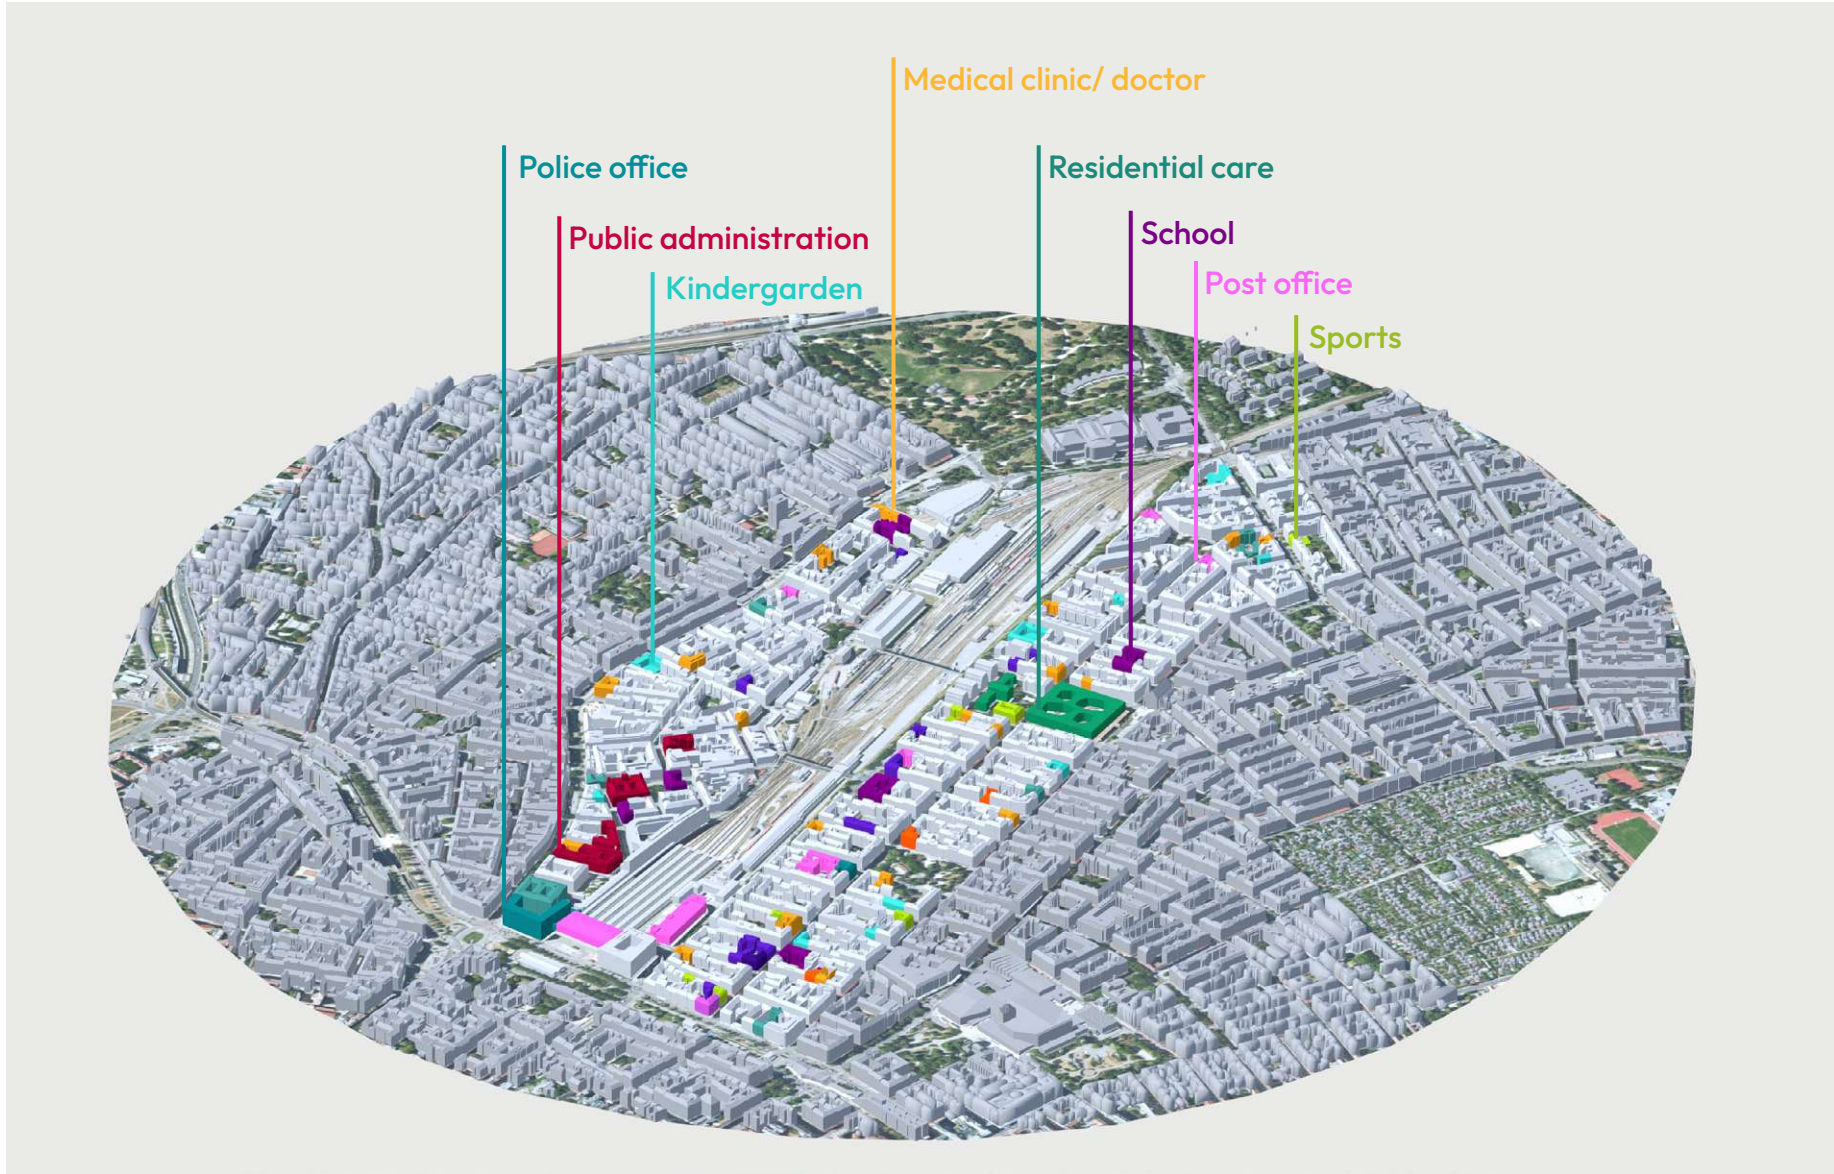 Medical clinic/ doctor
Police office
Residential care
Public administration
School
Kindergarden
Post office
Sports